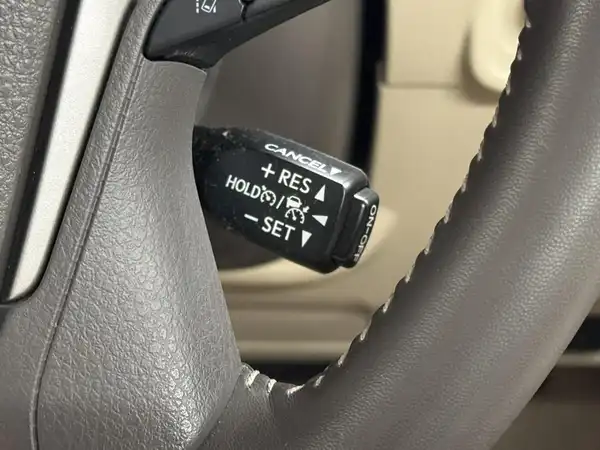 CANCEL▼
+ RES ▲
HOLD /
− SET ▼
ON-OFF